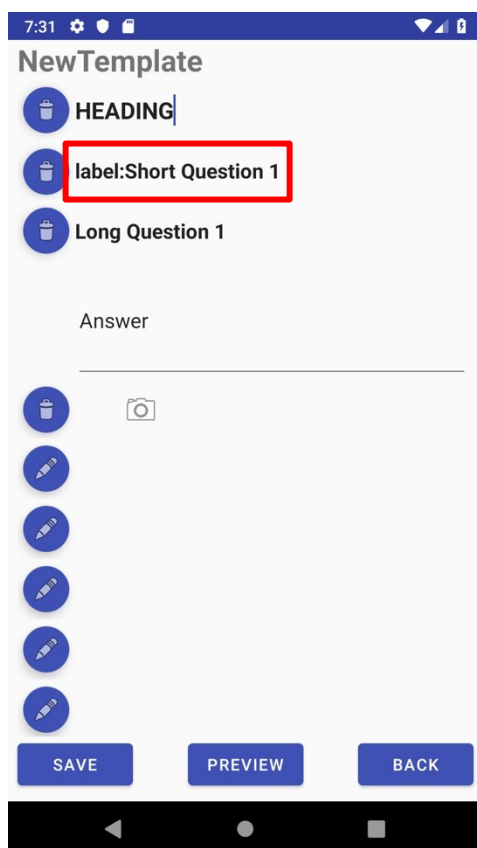 7:31
NewTemplate
HEADING
label:Short Question 1
Long Question 1
Answer
SAVE PREVIEW BACK